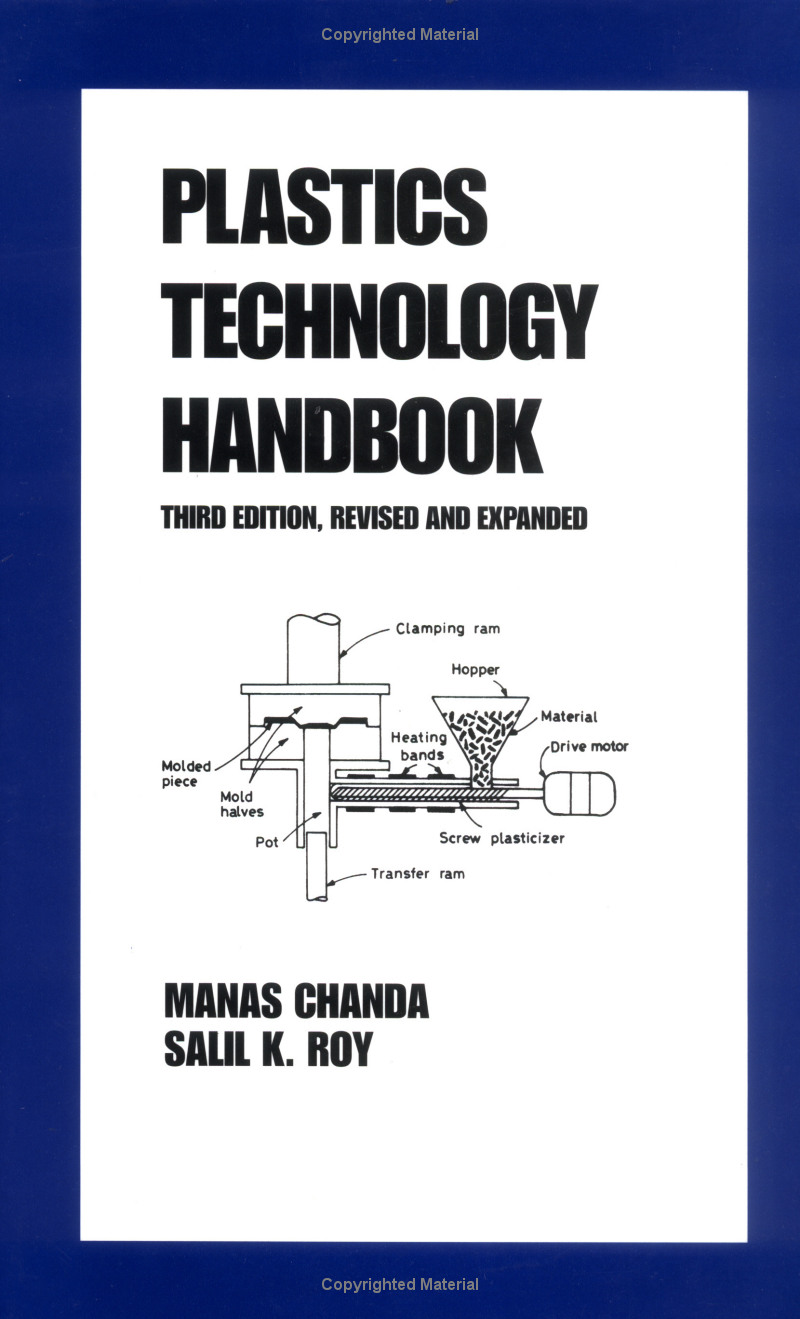 Copyrighted Material
PLASTICS
TECHNOLOGY
HANDBOOK
THIRD EDITION, REVISED AND EXPANDED
Clamping ram
Hopper
Material
Heating
bands
Drive motor
Molded
piece
Mold
halves
Pot
Screw plasticizer
Transfer ram
MANAS CHANDA
SALIL K. ROY
Copyrighted Material